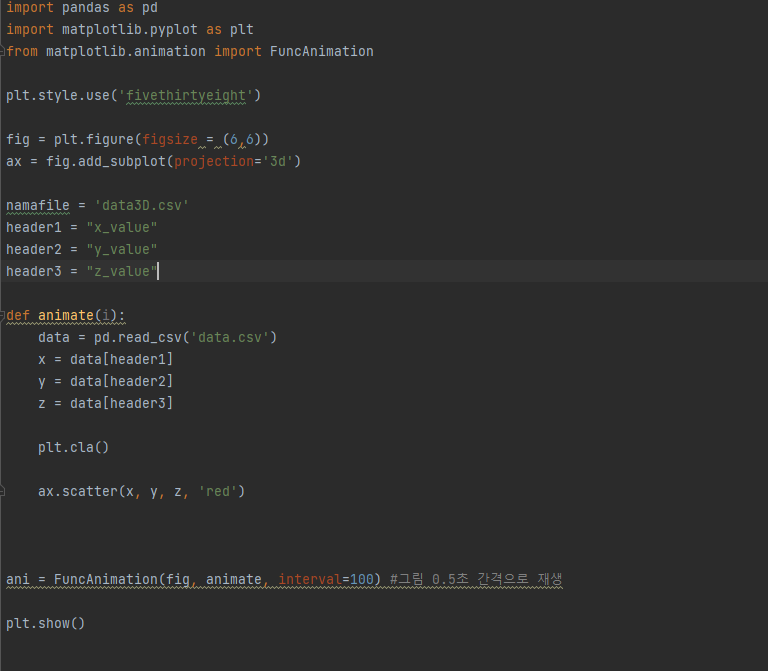 import pandas as pd
import matplotlib.pyplot as plt
from matplotlib.animation import FuncAnimation
plt.style.use('fivethirtyeight')
fig = plt.figure(figsize = (6,6))
ax = fig.add_subplot(projection='3d')
namafile = 'data3D.csv'
header1 = "x_value"
header2 = "y_value"
header3 = "z_value"
def animate(i):
    data = pd.read_csv('data.csv')
    x = data[header1]
    y = data[header2]
    z = data[header3]
    plt.cla()
    ax.scatter(x, y, z, 'red')
ani = FuncAnimation(fig, animate, interval=100) #그림 0.5초 간격으로 재생
plt.show()